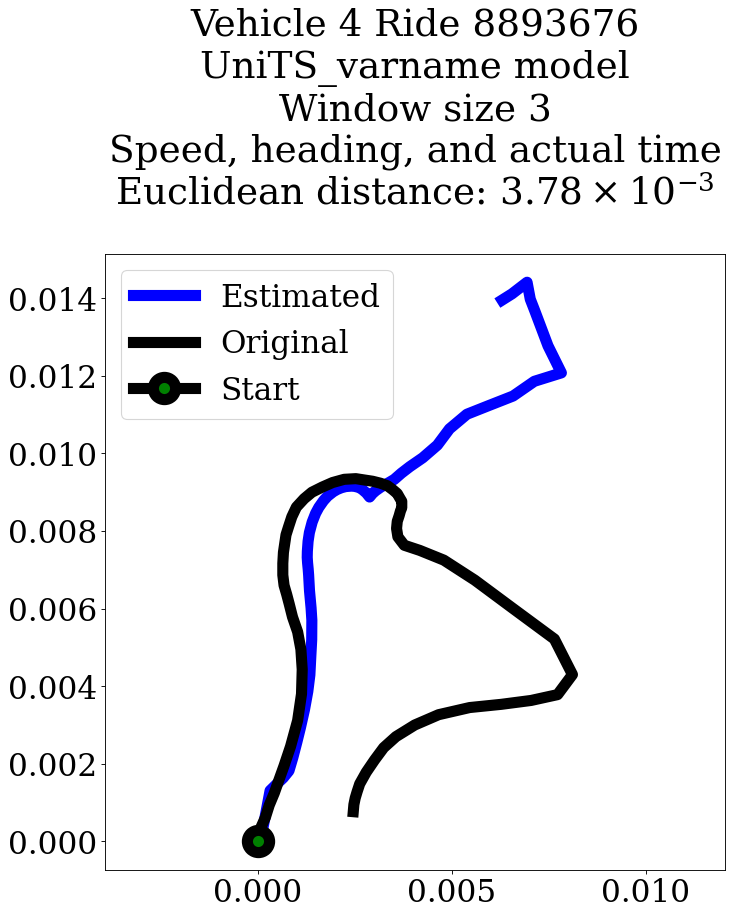 Vehicle 4 Ride 8893676
UniTS_varname model
Window size 3
Speed, heading, and actual time
Euclidean distance: 3.78 × 10⁻³
Estimated
Original
Start
0.014
0.012
0.010
0.008
0.006
0.004
0.002
0.000
0.000 0.005 0.010